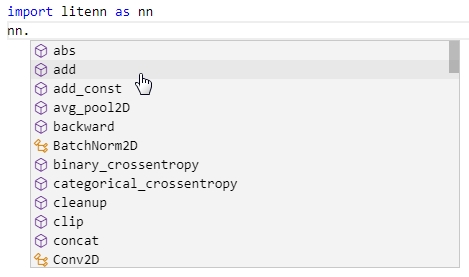 import litenn as nn
nn.
abs
add
add_const
avg_pool2D
backward
BatchNorm2D
binary_crossentropy
categorical_crossentropy
cleanup
clip
concat
Conv2D